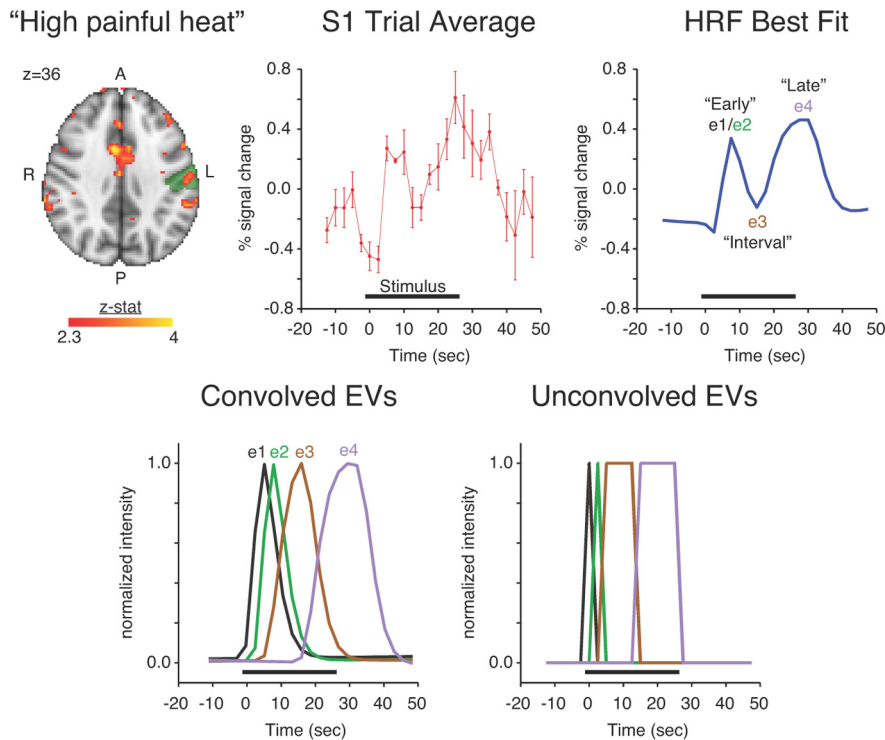 “High painful heat”
z=36
A
R
L
P
z-stat
2.3
4
S1 Trial Average
% signal change
0.8
0.4
0.0
-0.4
-0.8
Stimulus
-20 -10 0 10 20 30 40 50
Time (sec)
HRF Best Fit
% signal change
0.8
0.4
0.0
-0.4
-0.8
“Early”
e1/e2
“Late”
e4
e3
“Interval”
-20 -10 0 10 20 30 40 50
Time (sec)
Convolved EVs
normalized intensity
1.0
0.0
e1 e2 e3 e4
-20 -10 0 10 20 30 40 50
Time (sec)
Unconvolved EVs
normalized intensity
1.0
0.0
-20 -10 0 10 20 30 40 50
Time (sec)